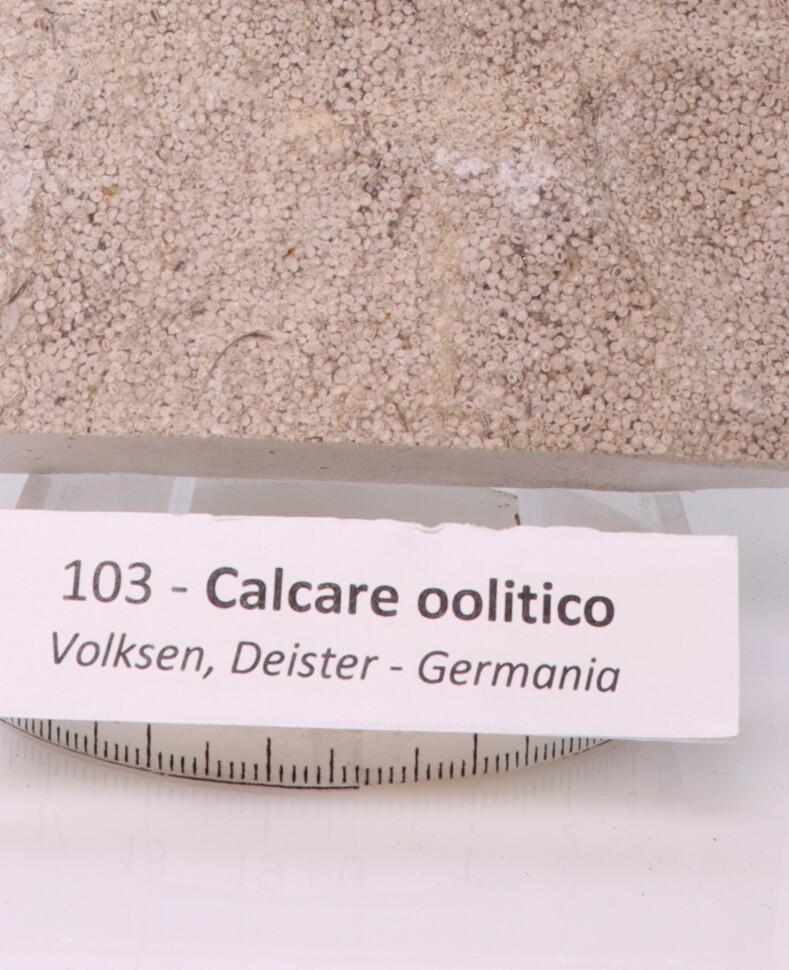 103 - Calcare oolitico
Volksen, Deister - Germania